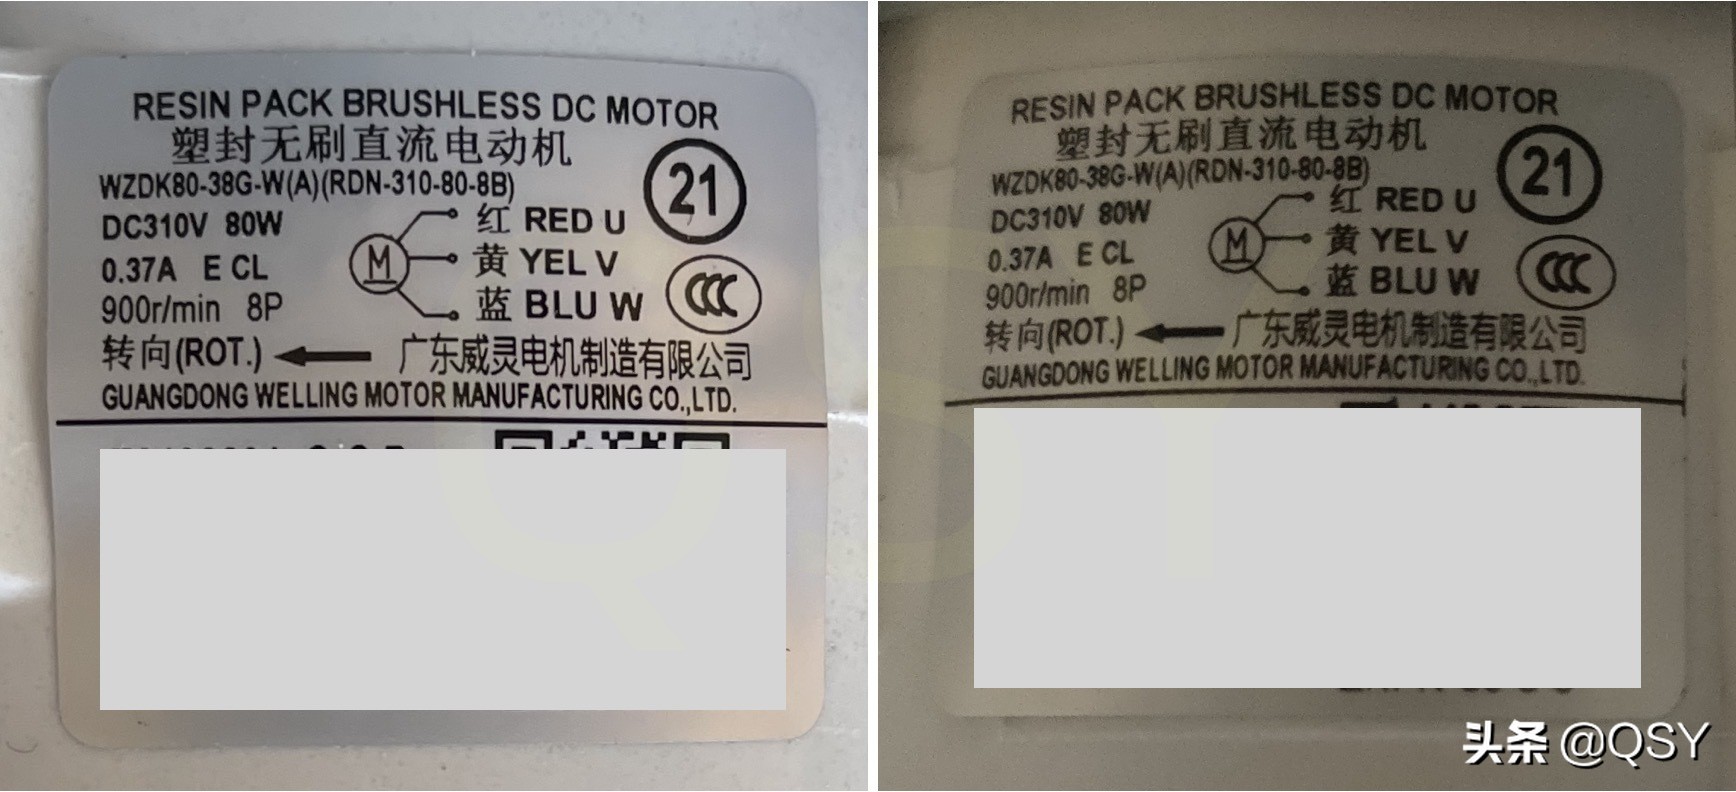 RESIN PACK BRUSHLESS DC MOTOR
塑封无刷直流电动机
WZDK80-38G-W(A)(RDN-310-80-8B)
21
DC310V 80W
红 RED U
M
黄 YEL V
0.37A E CL
CCC
蓝 BLU W
900r/min 8P
转向(ROT.)
广东威灵电机制造有限公司
GUANGDONG WELLING MOTOR MANUFACTURING CO.,LTD.
RESIN PACK BRUSHLESS DC MOTOR
塑封无刷直流电动机
WZDK80-38G-W(A)(RDN-310-80-8B)
21
DC310V 80W
红 RED U
M
黄 YEL V
0.37A E CL
CCC
蓝 BLU W
900r/min 8P
转向(ROT.)
广东威灵电机制造有限公司
GUANGDONG WELLING MOTOR MANUFACTURING CO.,LTD.
头条 @QSY